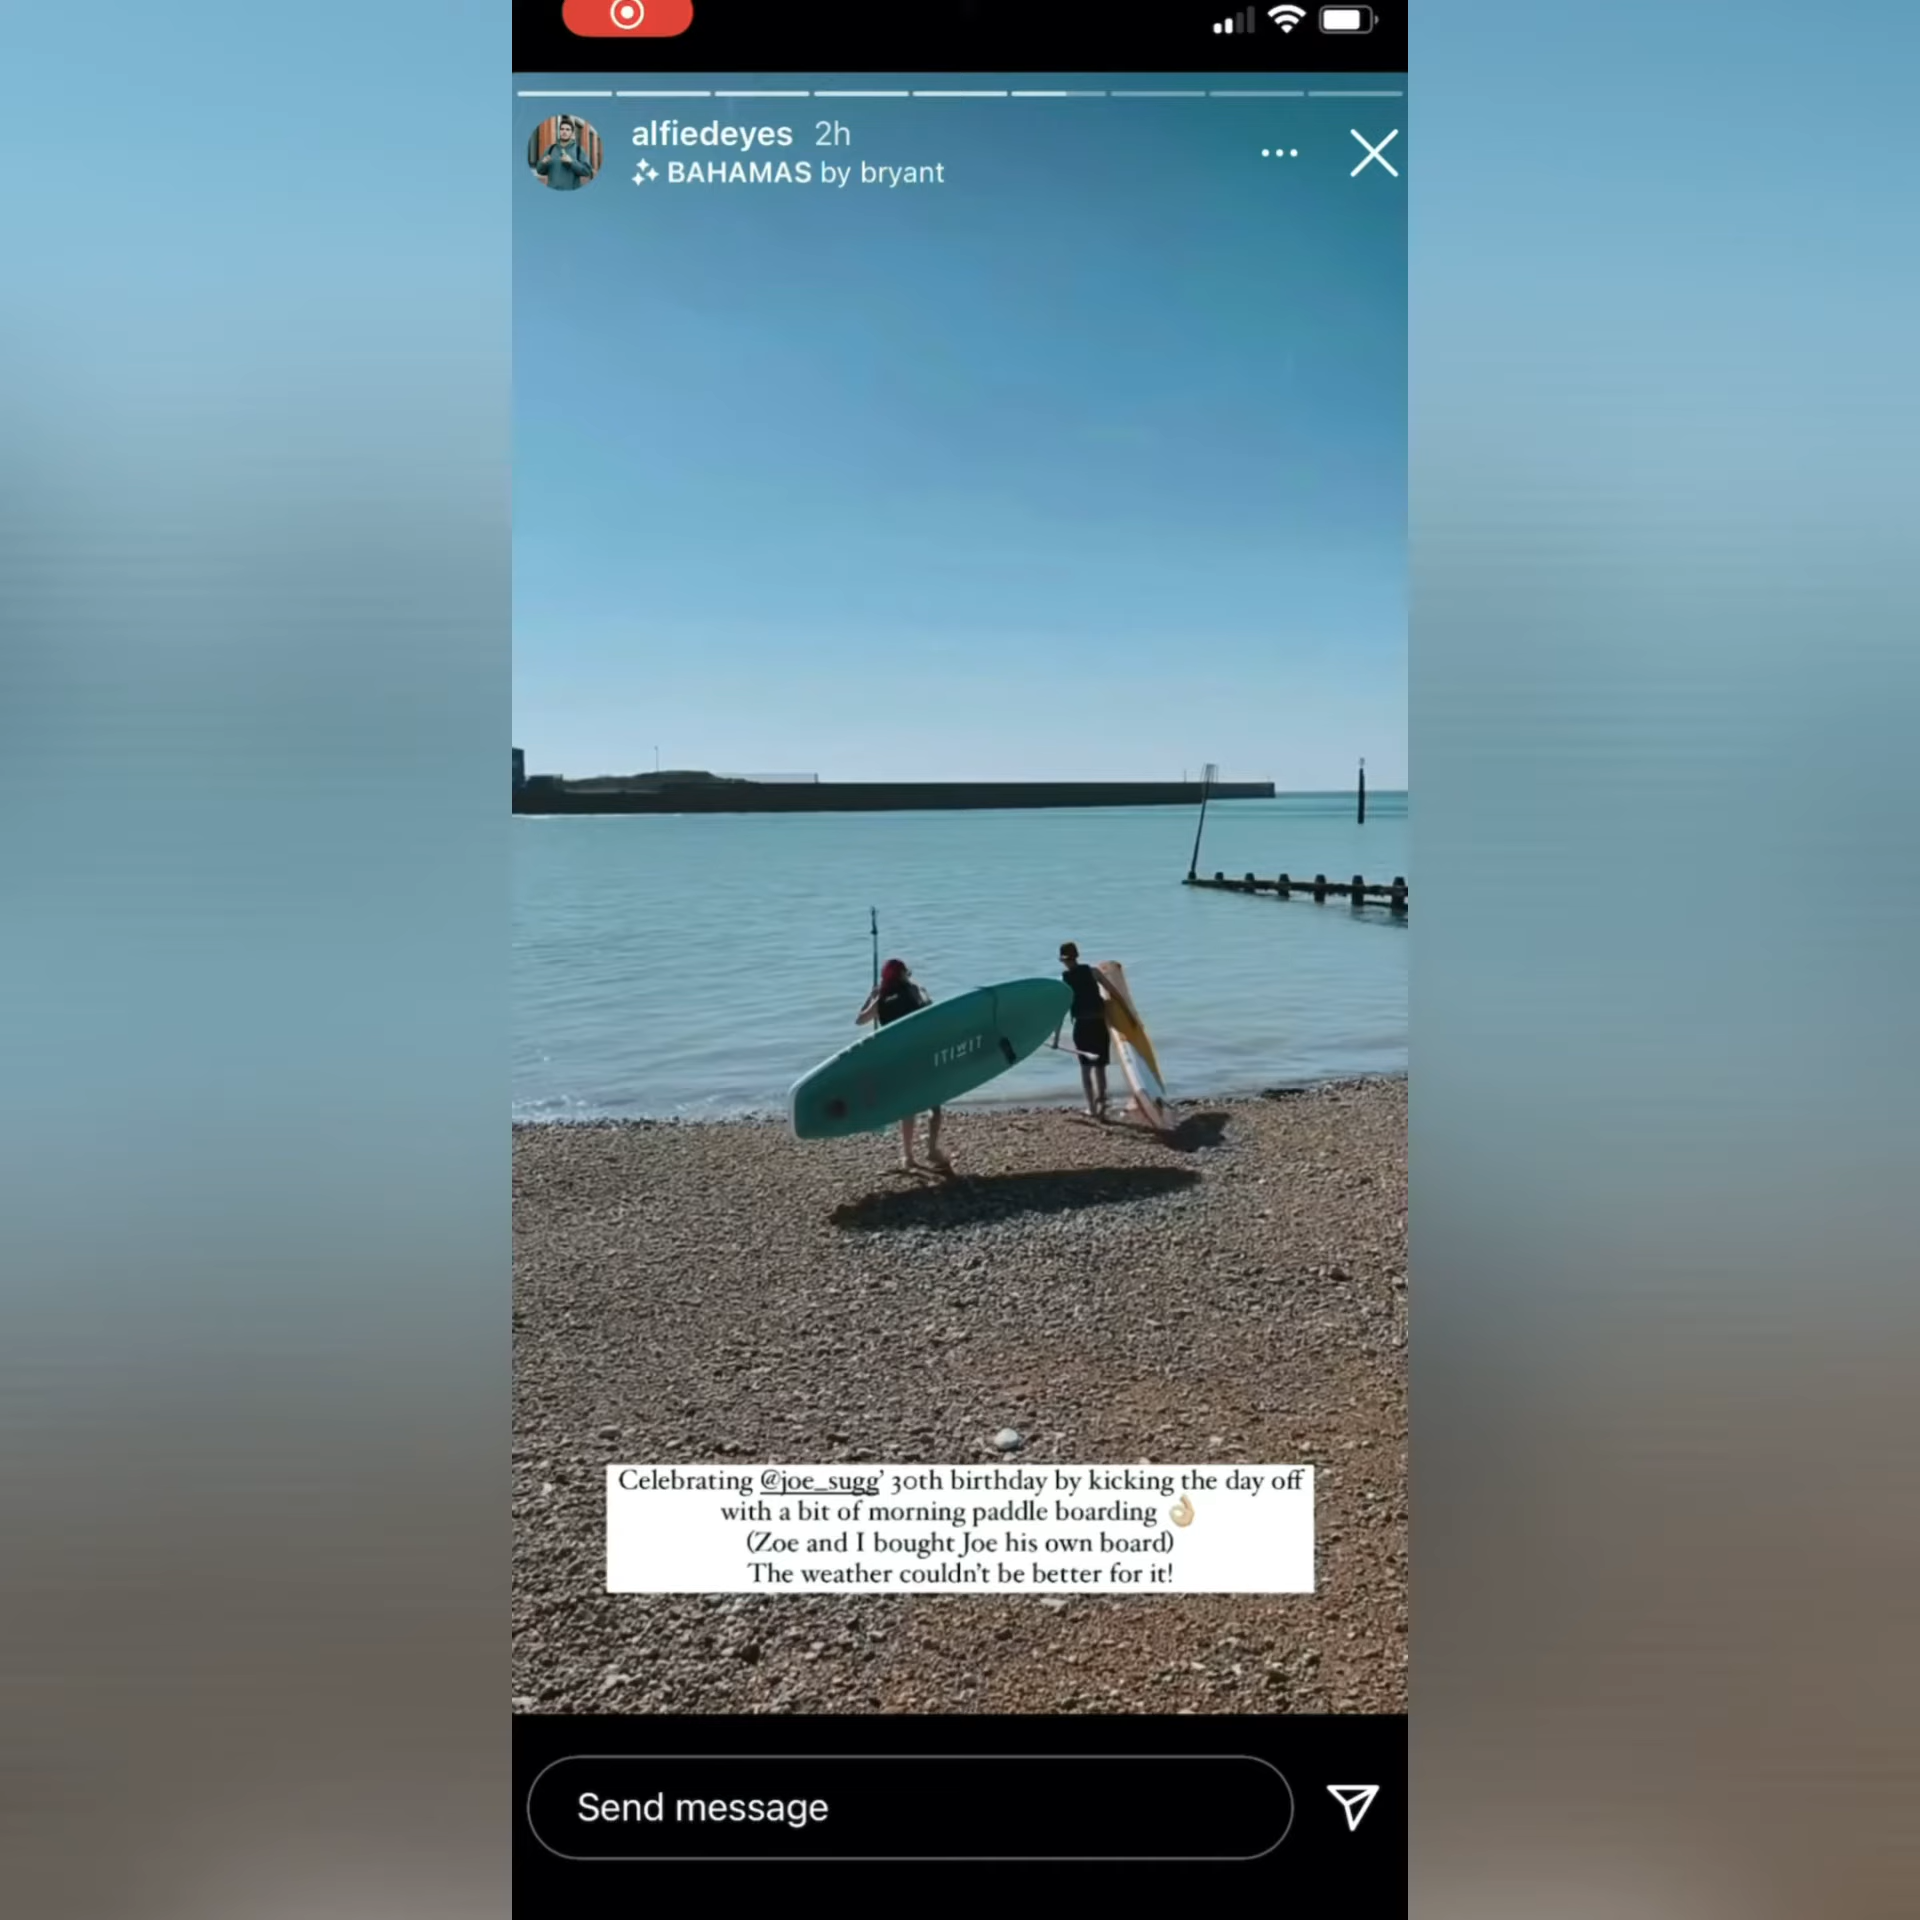 alfiedeyes 2h
BAHAMAS by bryant
ITIWIT
Celebrating @joe_sugg' 30th birthday by kicking the day off
with a bit of morning paddle boarding 👌🏼
(Zoe and I bought Joe his own board)
The weather couldn't be better for it!
Send message